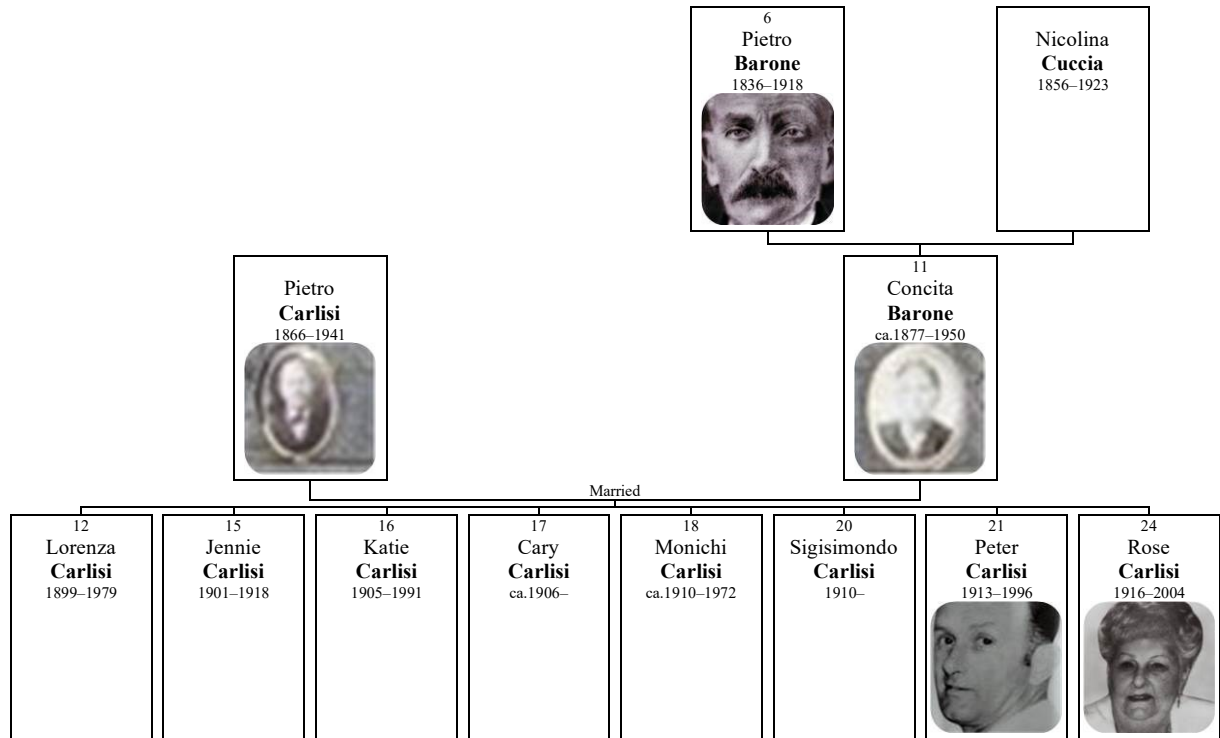 6
Pietro
Barone
1836–1918
Nicolina
Cuccia
1856–1923
Pietro
Carlisi
1866–1941
11
Concita
Barone
ca.1877–1950
Married
12
Lorenza
Carlisi
1899–1979
15
Jennie
Carlisi
1901–1918
16
Katie
Carlisi
1905–1991
17
Cary
Carlisi
ca.1906–
18
Monichi
Carlisi
ca.1910–1972
20
Sigisimondo
Carlisi
1910–
21
Peter
Carlisi
1913–1996
24
Rose
Carlisi
1916–2004